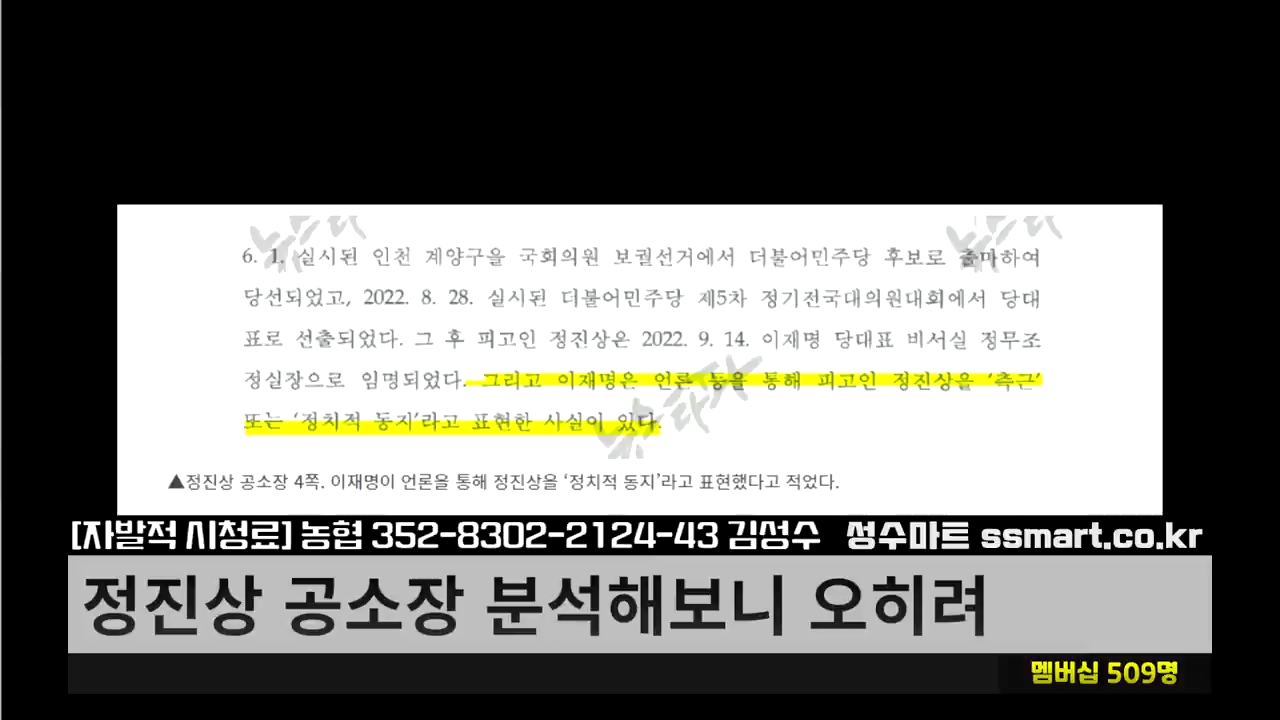 뉴스타 뉴스타
6. 1. 실시된 인천 계양구을 국회의원 보궐선거에서 더불어민주당 후보로 출마하여
당선되었고, 2022. 8. 28. 실시된 더불어민주당 제5차 정기전국대의원대회에서 당대
표로 선출되었다. 그 후 피고인 정진상은 2022. 9. 14. 이재명 당대표 비서실 정무조
정실장으로 임명되었다. 그리고 이재명은 언론 등을 통해 피고인 정진상을 ‘측근’
또는 ‘정치적 동지’라고 표현한 사실이 있다.
뉴스타파
▲정진상 공소장 4쪽. 이재명이 언론을 통해 정진상을 ‘정치적 동지’라고 표현했다고 적었다.
[자발적 시청료] 농협 352-8302-2124-43 김성수 성수마트 ssmart.co.kr
정진상 공소장 분석해보니 오히려
멤버십 509명